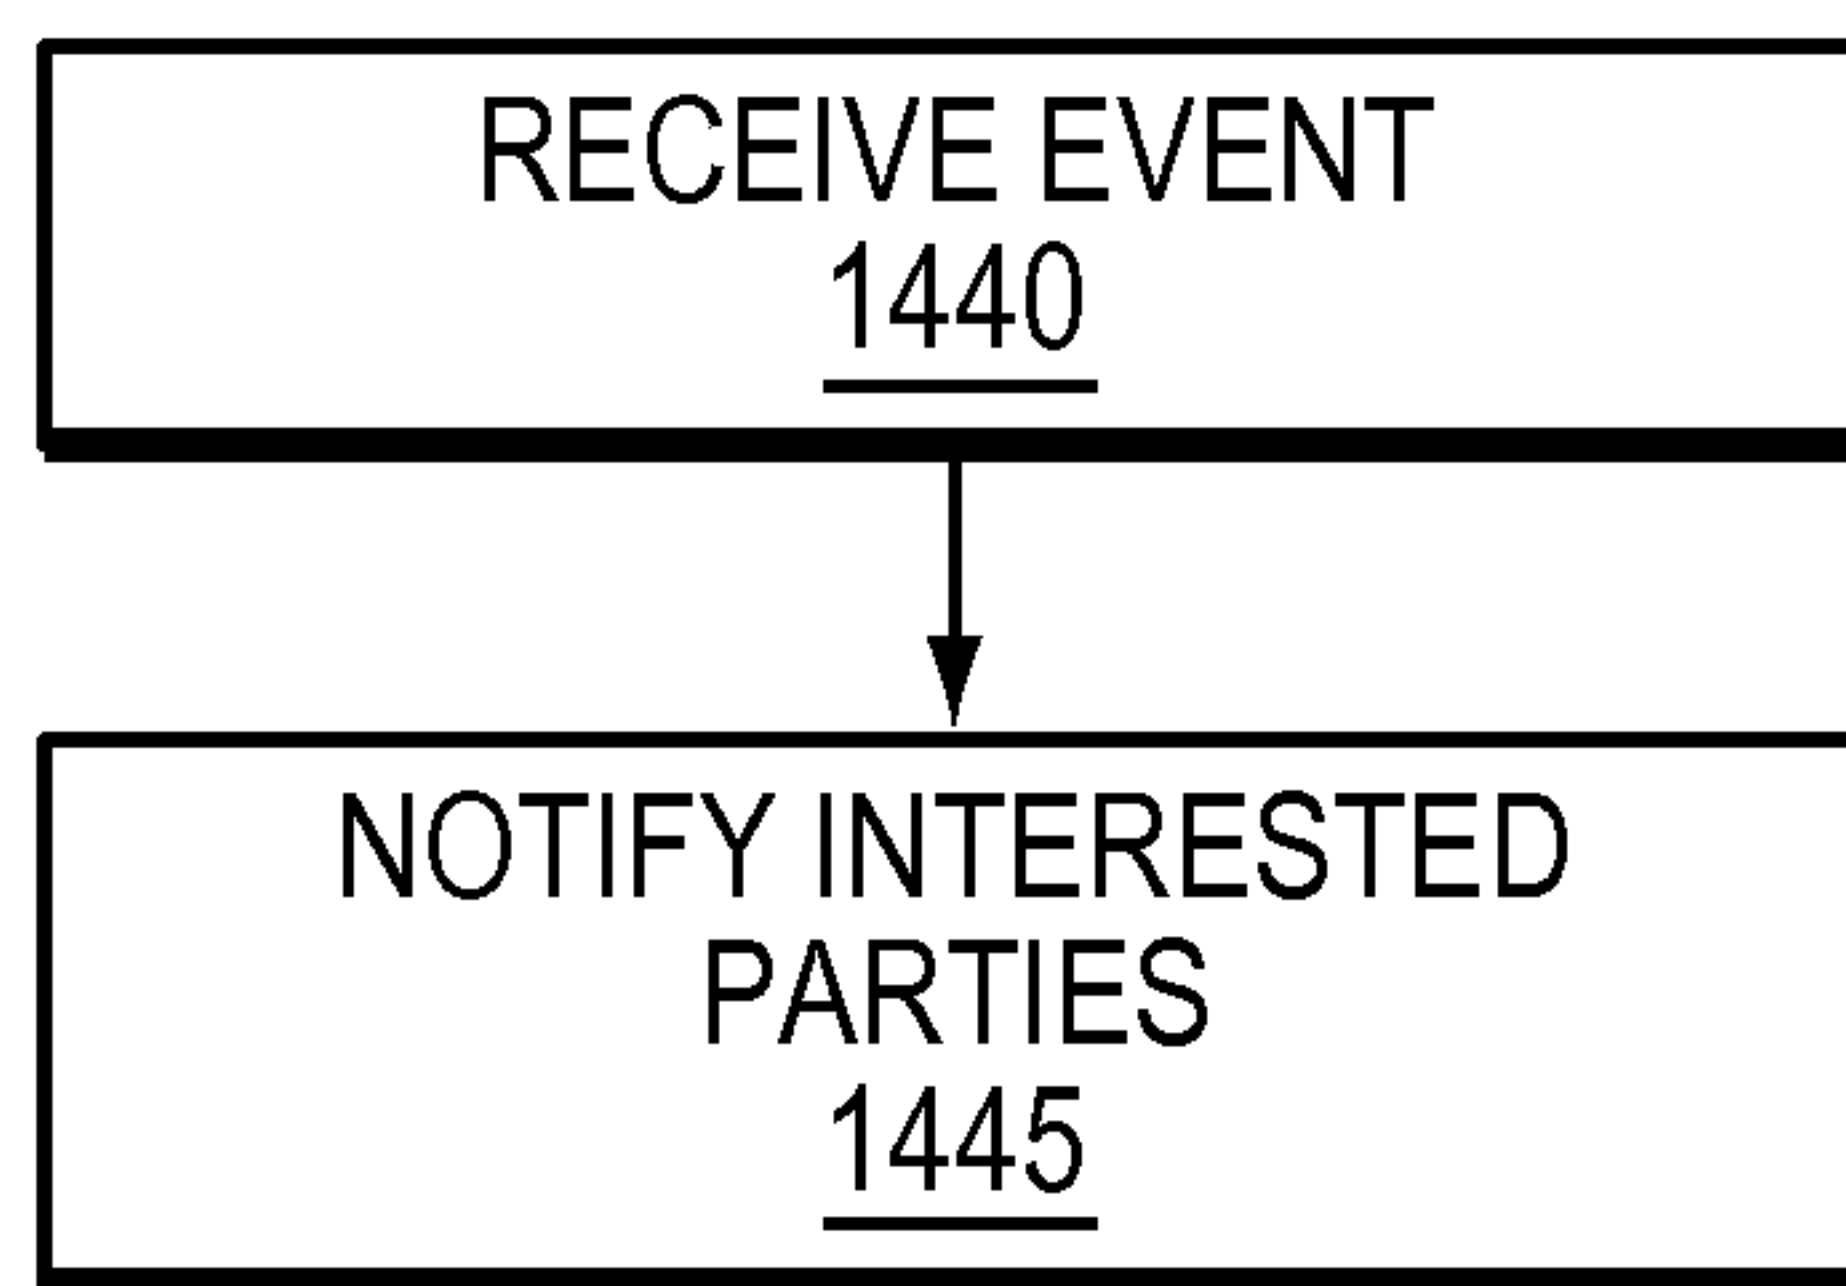 RECEIVE EVENT
1440
NOTIFY INTERESTED
PARTIES
1445